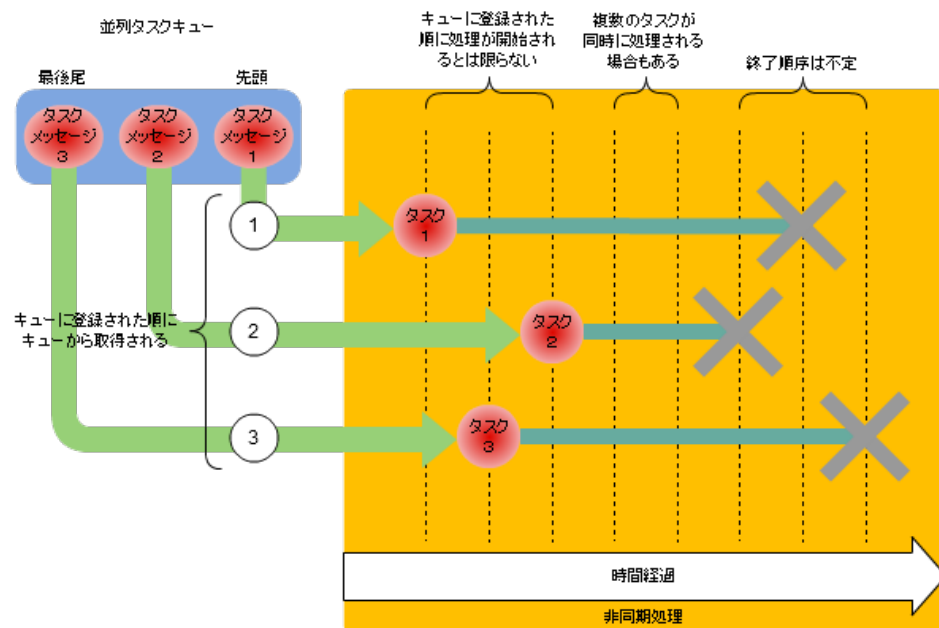 並列タスクキュー
キューに登録された
順に処理が開始され
るとは限らない
複数のタスクが
同時に処理される
場合もある
終了順序は不定
最後尾
先頭
タスク
メッセージ
3
タスク
メッセージ
2
タスク
メッセージ
1
1
タスク
1
キューに登録された順に
キューから取得される
2
タスク
2
3
タスク
3
時間経過
非同期処理